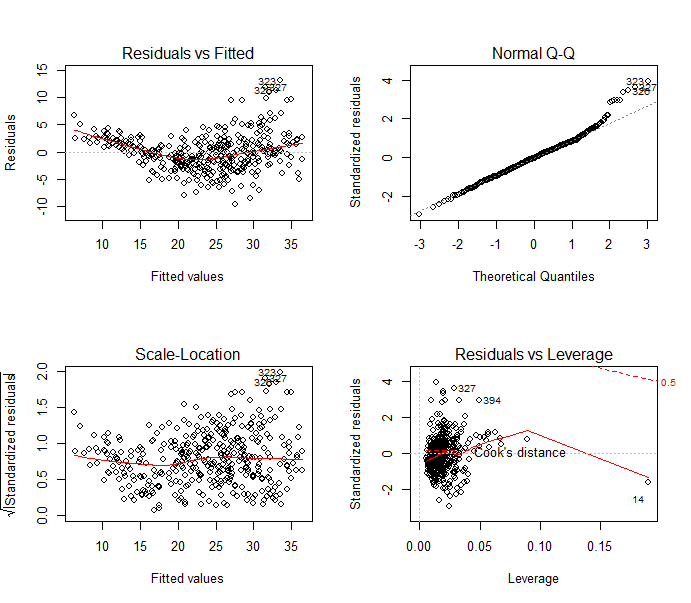 Residuals vs Fitted
Residuals
15
10
5
0
-5
-10
323
327
326
10 15 20 25 30 35
Fitted values
Normal Q-Q
Standardized residuals
4
2
0
-2
323
327
326
-3 -2 -1 0 1 2 3
Theoretical Quantiles
Scale-Location
√|Standardized residuals|
2.0
1.5
1.0
0.5
0.0
323
327
326
10 15 20 25 30 35
Fitted values
Residuals vs Leverage
Standardized residuals
4
2
0
-2
0.5
327
394
Cook's distance
14
0.00 0.05 0.10 0.15
Leverage